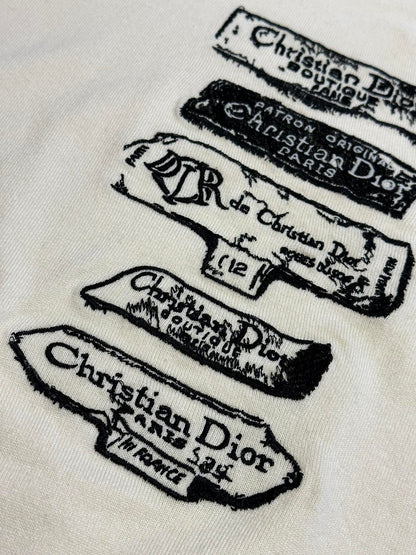 Christian Dior
BOUTIQUE
PARIS
PATRON ORIGINAL
Christian Dior
PARIS
DIOR
de Christian Dior
12
Christian Dior
BOUTIQUE
Christian Dior
PARIS
FRANCE